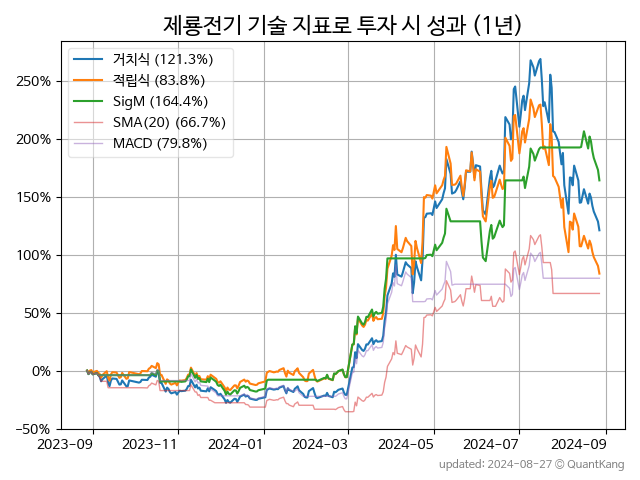 제룡전기 기술 지표로 투자 시 성과 (1년)
거치식 (121.3%)
적립식 (83.8%)
SigM (164.4%)
SMA(20) (66.7%)
MACD (79.8%)
250%
200%
150%
100%
50%
0%
−50%
2023-09 2023-11 2024-01 2024-03 2024-05 2024-07 2024-09
updated: 2024-08-27 @ QuantKang